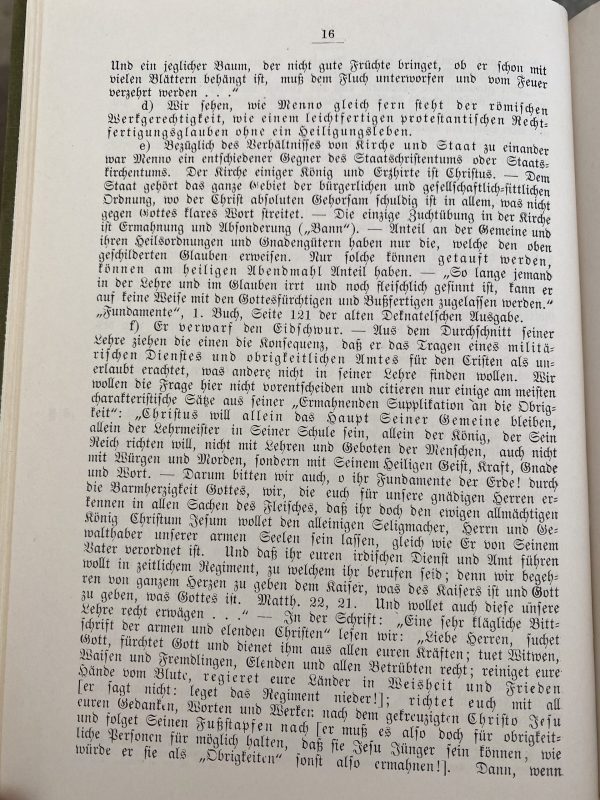 16
Und ein jeglicher Baum, der nicht gute Früchte bringet, ob er schon mit
vielen Blättern behängt ist, muß dem Fluch unterworfen und vom Feuer
verzehrt werden . . .“
d) Wir sehen, wie Menno gleich fern steht der römischen
Werkgerechtigkeit, wie einem leichtfertigen protestantischen Recht-
fertigungsglauben ohne ein Heiligungsleben.
e) Bezüglich des Verhältnisses von Kirche und Staat zu einander
war Menno ein entschiedener Gegner des Staatschristentums oder Staats-
kirchentums. Der Kirche einiger König und Erzhirte ist Christus. — Dem
Staat gehört das ganze Gebiet der bürgerlichen und gesellschaftlich-sittlichen
Ordnung, wo der Christ absoluten Gehorsam schuldig ist in allem, was nicht
gegen Gottes klares Wort streitet. — Die einzige Zuchtübung in der Kirche
ist Ermahnung und Absonderung („Bann“). — Anteil an der Gemeine und
ihren Heilsordnungen und Gnadengütern haben nur die, welche den oben
geschilderten Glauben erweisen. Nur solche können getauft werden,
können am heiligen Abendmahl Anteil haben. — „So lange jemand
in der Lehre und im Glauben irrt und noch fleischlich gesinnt ist, kann er
auf keine Weise mit den Gottesfürchtigen und Bußfertigen zugelassen werden.“
„Fundamente“, 1. Buch, Seite 121 der alten Deknatelschen Ausgabe.
f) Er verwarf den Eidschwur. — Aus dem Durchschnitt seiner
Lehre ziehen die einen die Konsequenz, daß er das Tragen eines militä-
rischen Dienstes und obrigkeitlichen Amtes für den Cristen als un-
erlaubt erachtet, was andere nicht in seiner Lehre finden wollen. Wir
wollen die Frage hier nicht vorentscheiden und citieren nur einige am meisten
charakteristische Sätze aus seiner „Ermahnenden Supplikation an die Obrig-
keit“: „Christus will allein das Haupt Seiner Gemeine bleiben,
allein der Lehrmeister in Seiner Schule sein, allein der König, der Sein
Reich richten will, nicht mit Lehren und Geboten der Menschen, auch nicht
mit Würgen und Morden, sondern mit Seinem Heiligen Geist, Kraft, Gnade
und Wort. — Darum bitten wir auch, o ihr Fundamente der Erde! durch
die Barmherzigkeit Gottes, wir, die euch für unsere gnädigen Herren er-
kennen in allen Sachen des Fleisches, daß ihr doch den ewigen allmächtigen
König Christum Jesum wollet den alleinigen Seligmacher, Herrn und Ge-
walthaber unserer armen Seelen sein lassen, gleich wie Er von Seinem
Vater verordnet ist. Und daß ihr euren irdischen Dienst und Amt führen
wollt in zeitlichem Regiment, zu welchem ihr berufen seid; denn wir begeh-
ren von ganzem Herzen zu geben dem Kaiser, was des Kaisers ist und Gott
zu geben, was Gottes ist. Matth. 22, 21. Und wollet auch diese unsere
Lehre recht erwägen . . .“ — In der Schrift: „Eine sehr klägliche Bitt-
schrift der armen und elenden Christen“ lesen wir: „Liebe Herren, suchet
Gott, fürchtet Gott und dienet ihm aus allen euren Kräften; tuet Witwen,
Waisen und Fremdlingen, Elenden und allen Betrübten recht; reiniget eure
Hände vom Blute, regieret eure Länder in Weisheit und Frieden
[er sagt nicht: leget das Regiment nieder!]; richtet euch mit all
euren Gedanken, Worten und Werken nach dem gekreuzigten Christo Jesu
und folget Seinen Fußstapfen nach [er muß es also doch für obrigkeit-
liche Personen für möglich halten, daß sie Jesu Jünger sein können, wie
würde er sie als „Obrigkeiten“ sonst also ermahnen!]. Dann, wenn